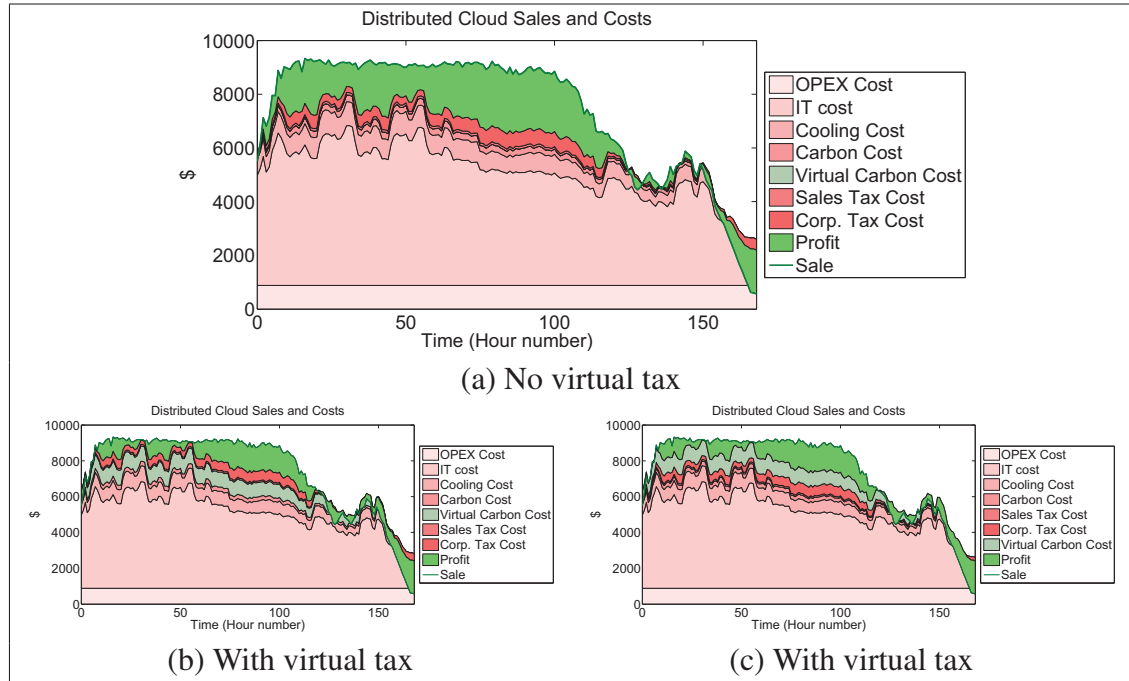 Distributed Cloud Sales and Costs
10000
8000
6000
4000
2000
0
$
0 50 100 150
Time (Hour number)
OPEX Cost
IT cost
Cooling Cost
Carbon Cost
Virtual Carbon Cost
Sales Tax Cost
Corp. Tax Cost
Profit
Sale
(a) No virtual tax
Distributed Cloud Sales and Costs
10000
8000
6000
4000
2000
0
$
0 50 100 150
Time (Hour number)
OPEX Cost
IT cost
Cooling Cost
Carbon Cost
Virtual Carbon Cost
Sales Tax Cost
Corp. Tax Cost
Profit
Sale
(b) With virtual tax
Distributed Cloud Sales and Costs
10000
8000
6000
4000
2000
0
$
0 50 100 150
Time (Hour number)
OPEX Cost
IT cost
Cooling Cost
Carbon Cost
Sales Tax Cost
Corp. Tax Cost
Virtual Carbon Cost
Profit
Sale
(c) With virtual tax